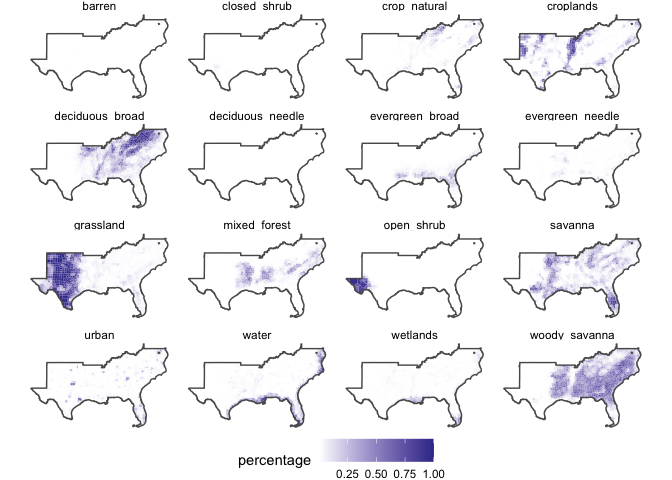 barren closed shrub crop natural croplands
deciduous broad deciduous needle evergreen broad evergreen needle
grassland mixed forest open shrub savanna
urban water wetlands woody savanna
percentage
0.25 0.50 0.75 1.00